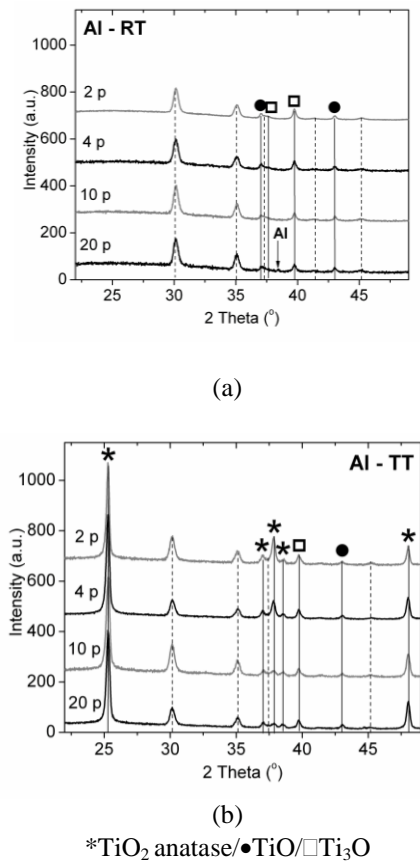 Al - RT
1000
800
600
400
200
0
Intensity (a.u.)
2 p
4 p
10 p
20 p
Al
25 30 35 40 45
2 Theta (°)
(a)
Al - TT
1000
800
600
400
200
0
Intensity (a.u.)
* * * * *
2 p
4 p
10 p
20 p
25 30 35 40 45
2 Theta (°)
(b)
*TiO₂ anatase/●TiO/□Ti₃O